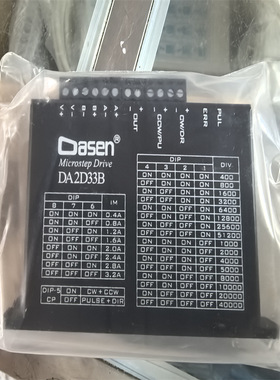 V+
V-
B+
B-
A+
A-
- OUT +
- CCW/PU +
- CW/DR +
ERR PUL
Dasen®
Microstep Drive
DA2D33B
DIP IM
8 7 6
ON ON ON 0.4A
ON ON OFF 0.8A
ON OFF ON 1.2A
ON OFF OFF 1.6A
OFF ON ON 2.0A
OFF ON OFF 2.4A
OFF OFF ON 2.8A
OFF OFF OFF 3.2A
DIP-5 ON CW+CCW
CP OFF PULSE+DIR
DIP DIV
4 3 2 1
ON ON ON ON 400
ON ON ON OFF 800
ON ON OFF ON 1600
ON ON OFF OFF 3200
ON OFF ON ON 6400
ON OFF ON OFF 12800
ON OFF OFF ON 25600
ON OFF OFF OFF 51200
OFF ON ON ON 1000
OFF ON ON OFF 2000
OFF ON OFF ON 4000
OFF ON OFF OFF 5000
OFF OFF ON ON 8000
OFF OFF ON OFF 10000
OFF OFF OFF ON 20000
OFF OFF OFF OFF 40000